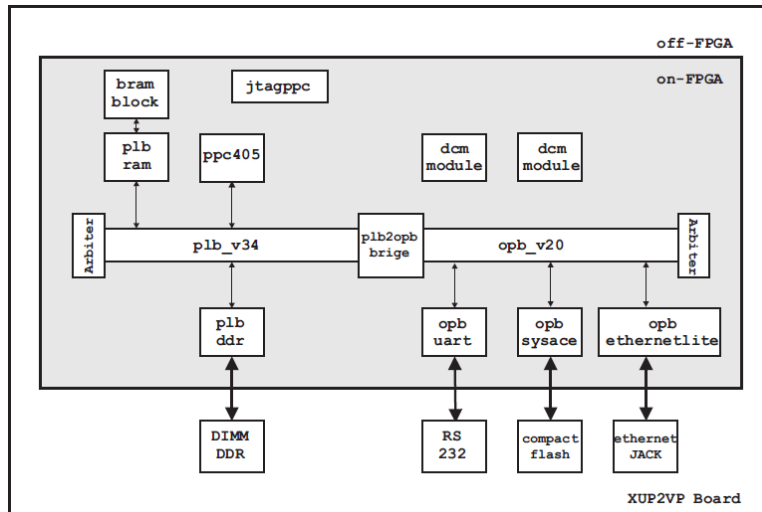 off-FPGA
on-FPGA
bram
block
jtagppc
plb
ram
ppc405
dcm
module
dcm
module
Arbiter
plb_v34
plb2opb
brige
opb_v20
Arbiter
plb
ddr
opb
uart
opb
sysace
opb
ethernetlite
DIMM
DDR
RS
232
compact
flash
ethernet
JACK
XUP2VP Board